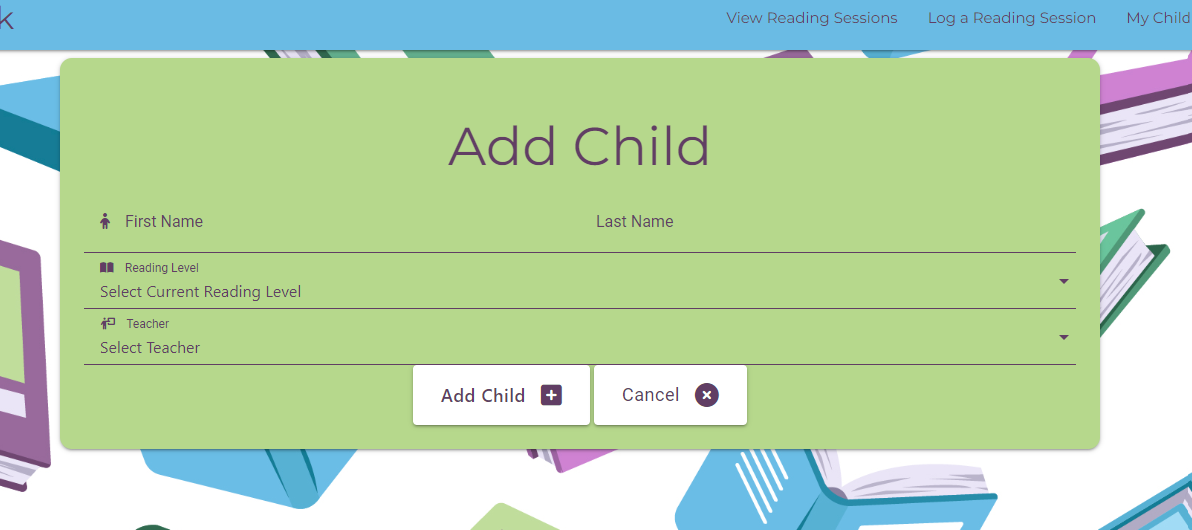 k View Reading Sessions Log a Reading Session My Child
Add Child
First Name Last Name
Reading Level
Select Current Reading Level
Teacher
Select Teacher
Add Child Cancel